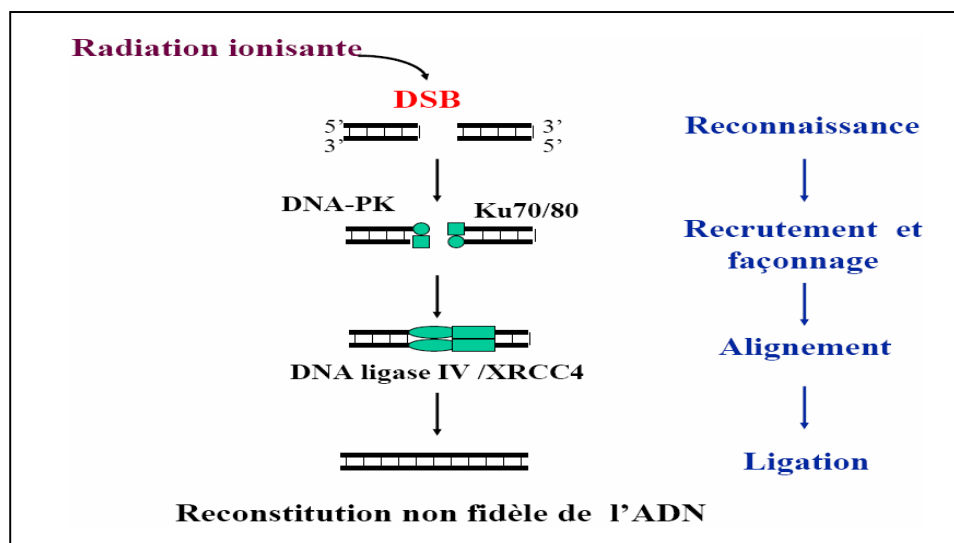 Radiation ionisante
DSB
5’ 3’
3’ 5’
Reconnaissance
DNA-PK
Ku70/80
Recrutement et
façonnage
Alignement
DNA ligase IV /XRCC4
Ligation
Reconstitution non fidèle de l’ADN